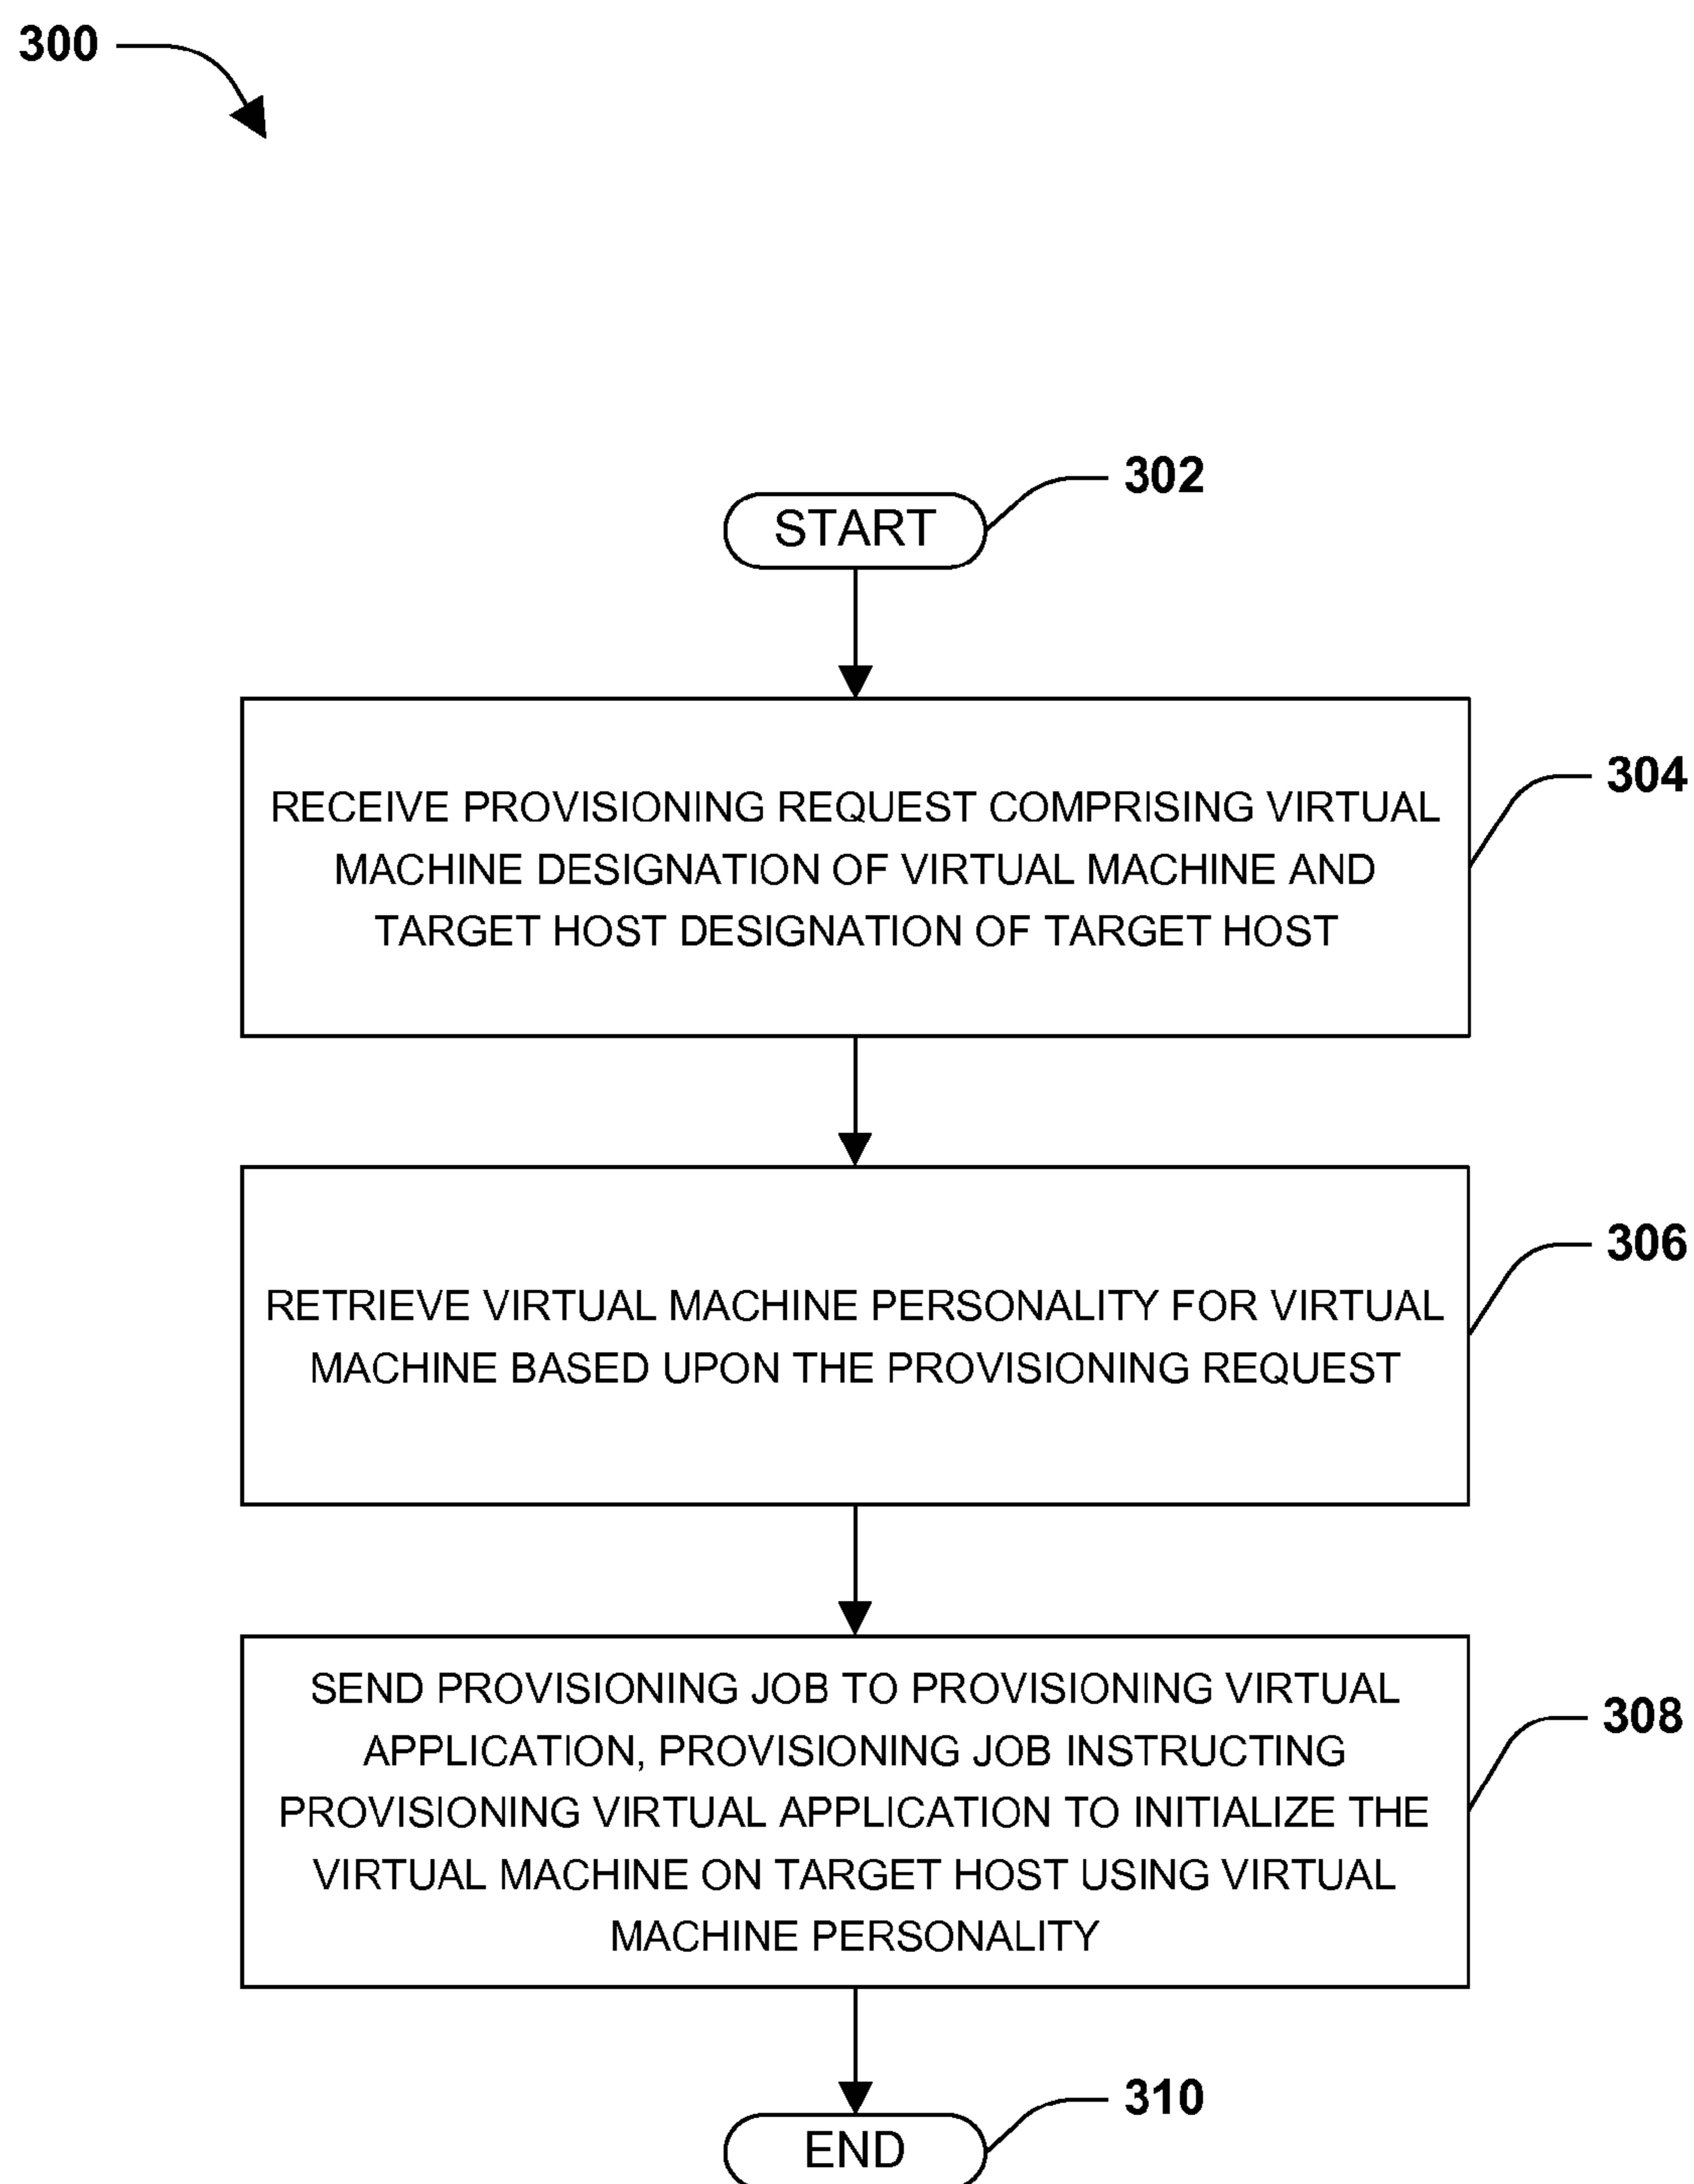 300
302
START
304
RECEIVE PROVISIONING REQUEST COMPRISING VIRTUAL
MACHINE DESIGNATION OF VIRTUAL MACHINE AND
TARGET HOST DESIGNATION OF TARGET HOST
306
RETRIEVE VIRTUAL MACHINE PERSONALITY FOR VIRTUAL
MACHINE BASED UPON THE PROVISIONING REQUEST
308
SEND PROVISIONING JOB TO PROVISIONING VIRTUAL
APPLICATION, PROVISIONING JOB INSTRUCTING
PROVISIONING VIRTUAL APPLICATION TO INITIALIZE THE
VIRTUAL MACHINE ON TARGET HOST USING VIRTUAL
MACHINE PERSONALITY
310
END